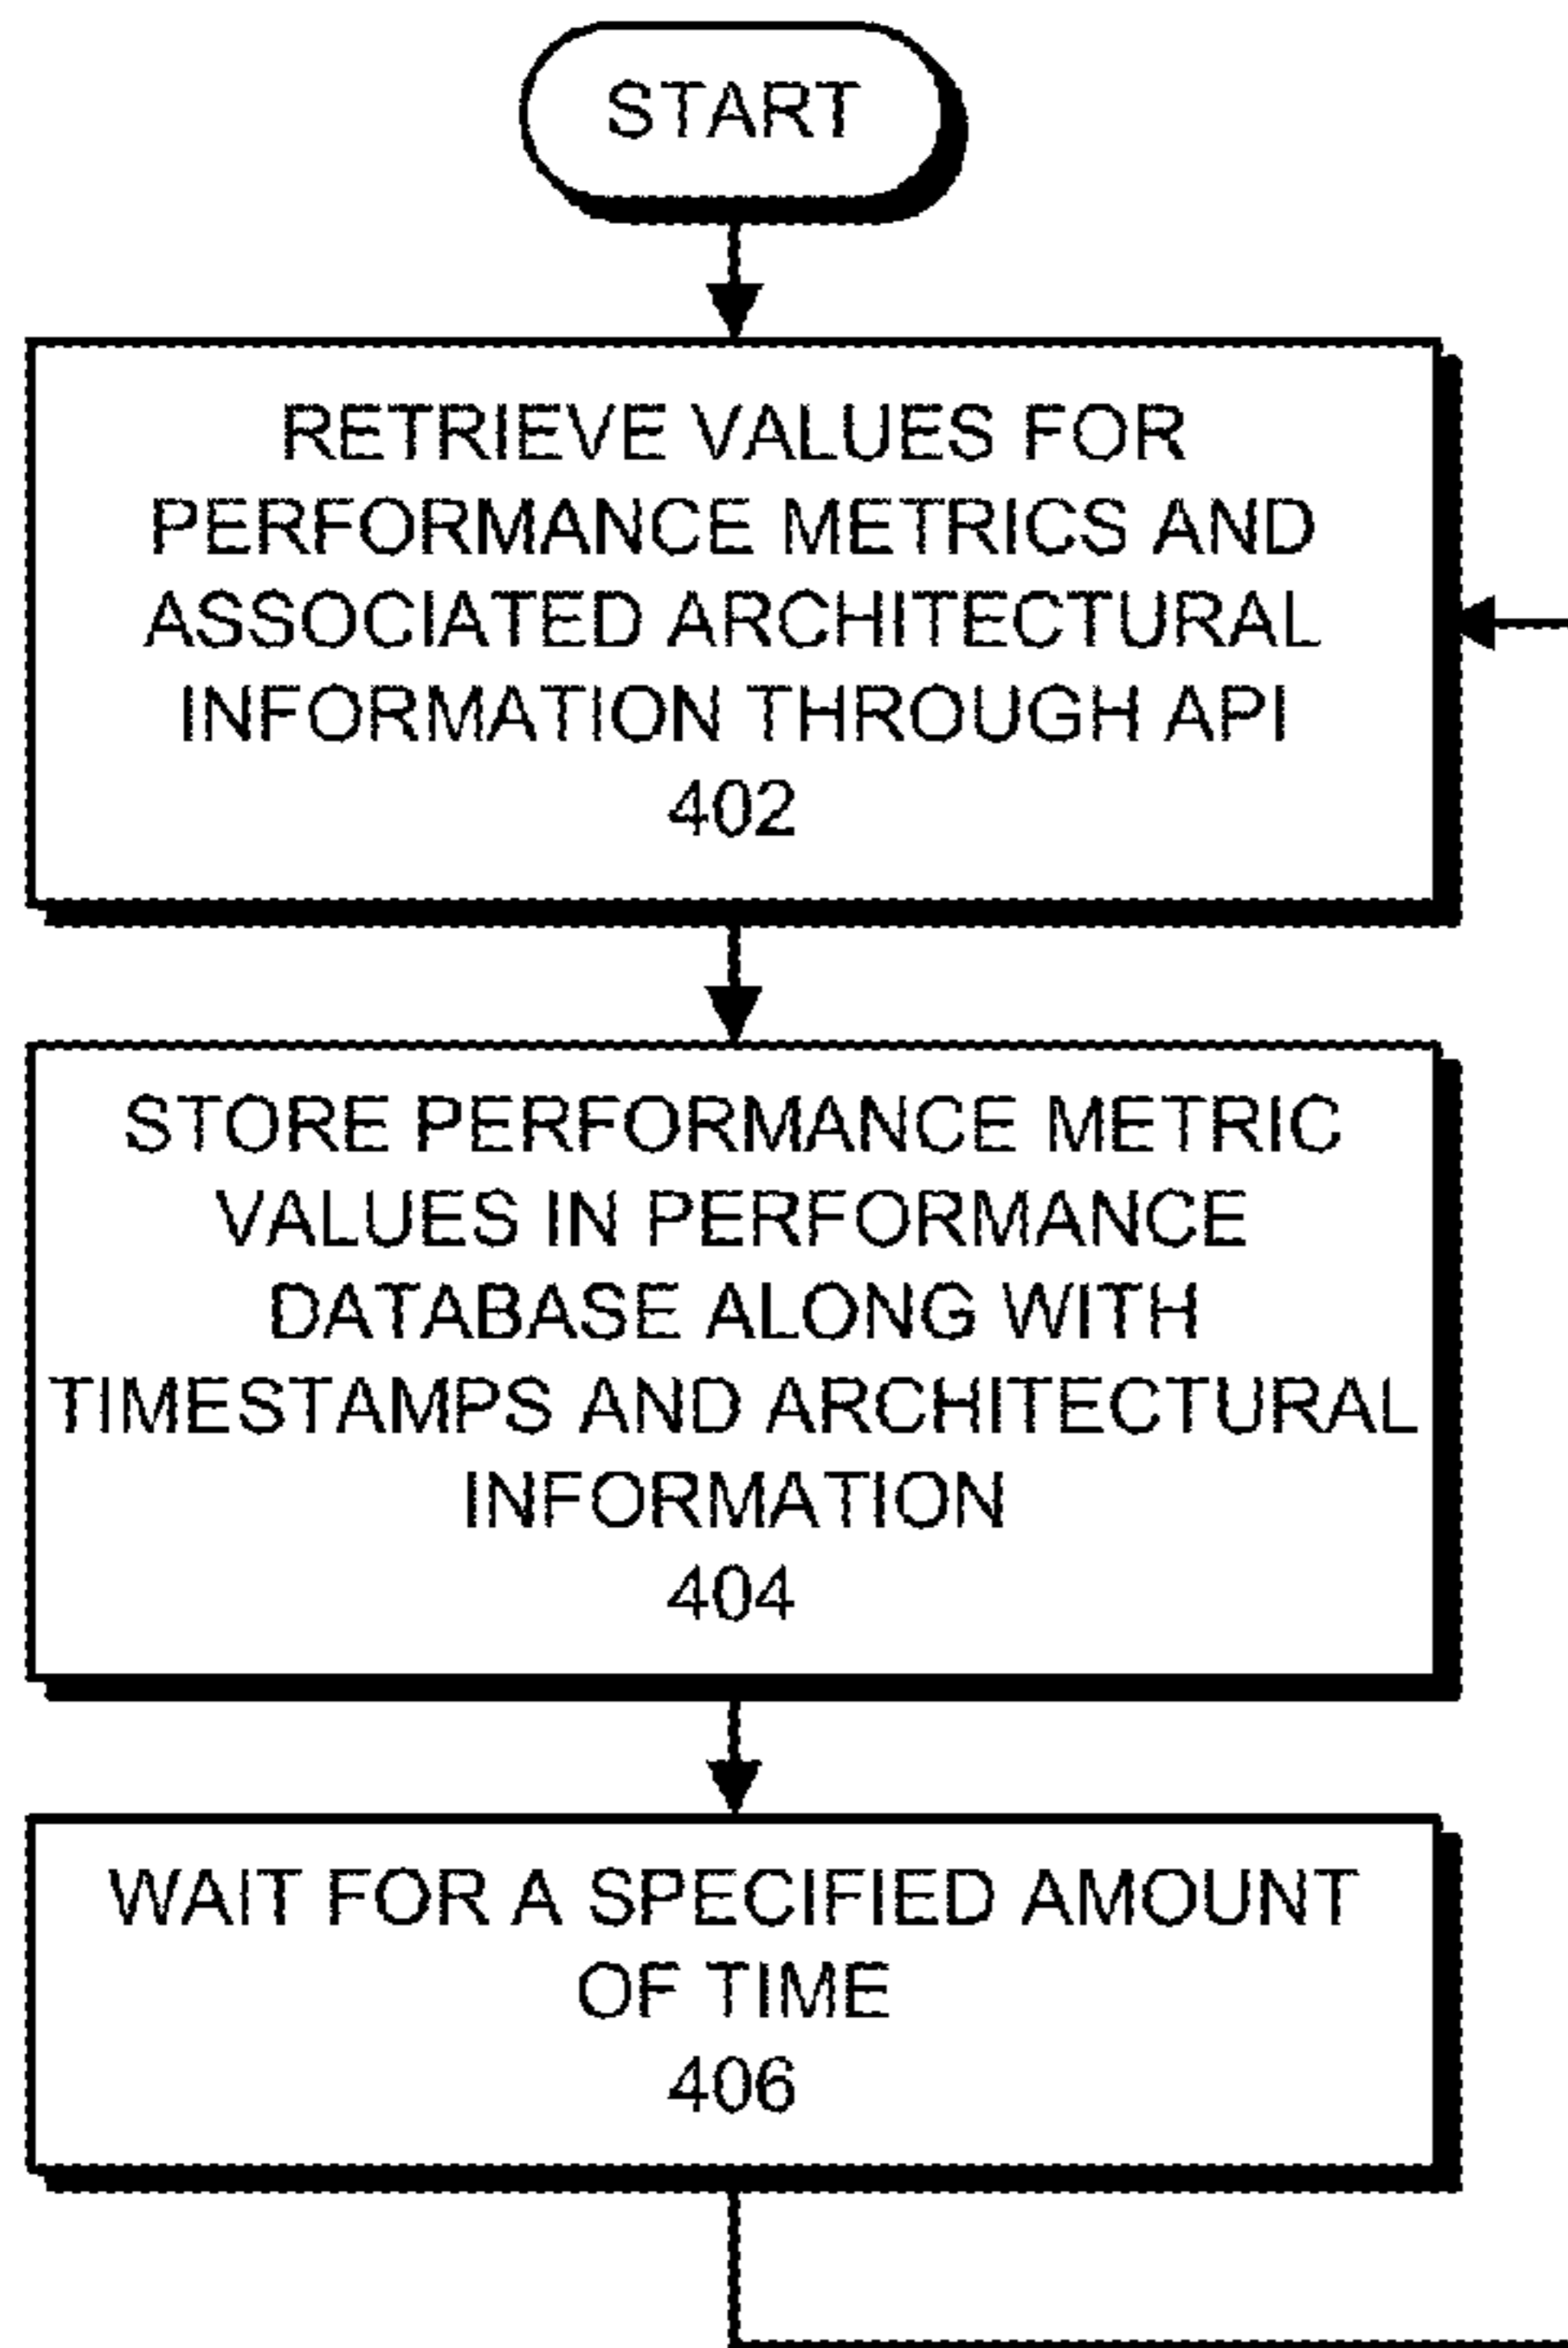 START
RETRIEVE VALUES FOR
PERFORMANCE METRICS AND
ASSOCIATED ARCHITECTURAL
INFORMATION THROUGH API
402
STORE PERFORMANCE METRIC
VALUES IN PERFORMANCE
DATABASE ALONG WITH
TIMESTAMPS AND ARCHITECTURAL
INFORMATION
404
WAIT FOR A SPECIFIED AMOUNT
OF TIME
406